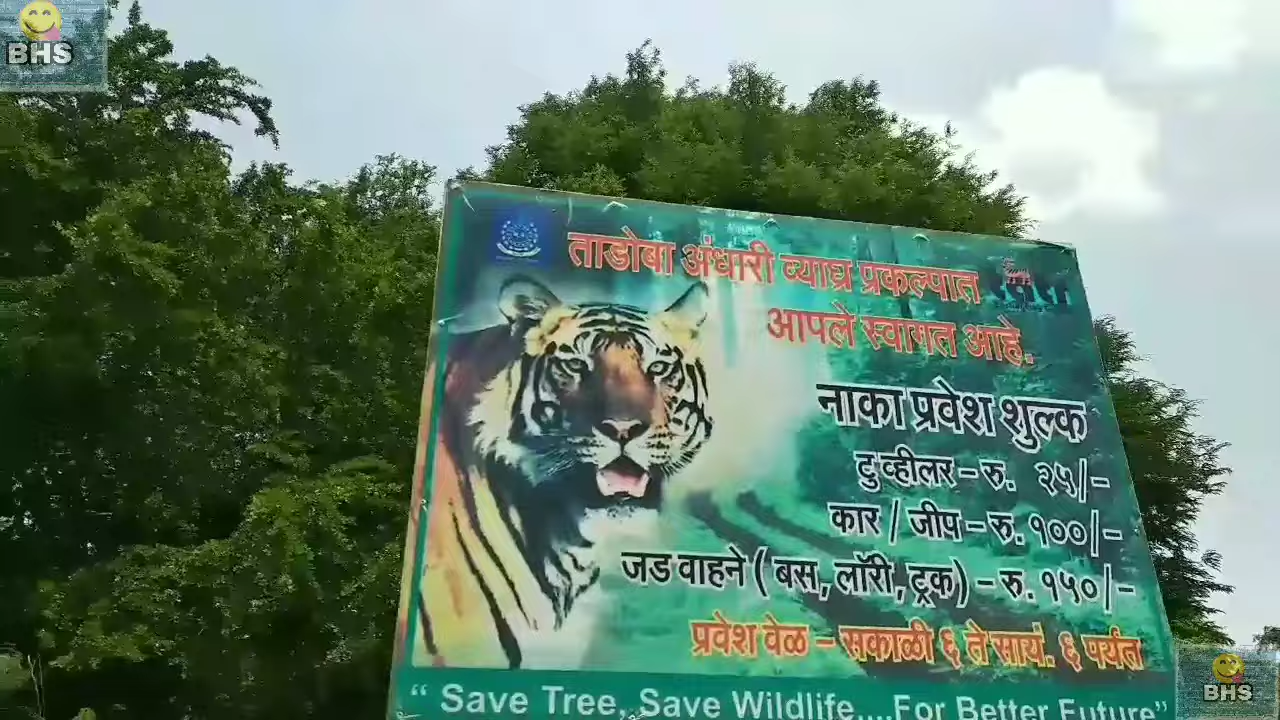 BHS
ताडोबा अंधारी व्याघ्र प्रकल्पात
आपले स्वागत आहे.
नाका प्रवेश शुल्क
टु व्हीलर – रु. २५/–
कार / जीप – रु. १००/–
जड वाहने ( बस, लॉरी, ट्रक) – रु. १५०/–
प्रवेश वेळ – सकाळी ६ ते सायं. ६ पर्यंत
“ Save Tree, Save Wildlife....For Better Future”
BHS